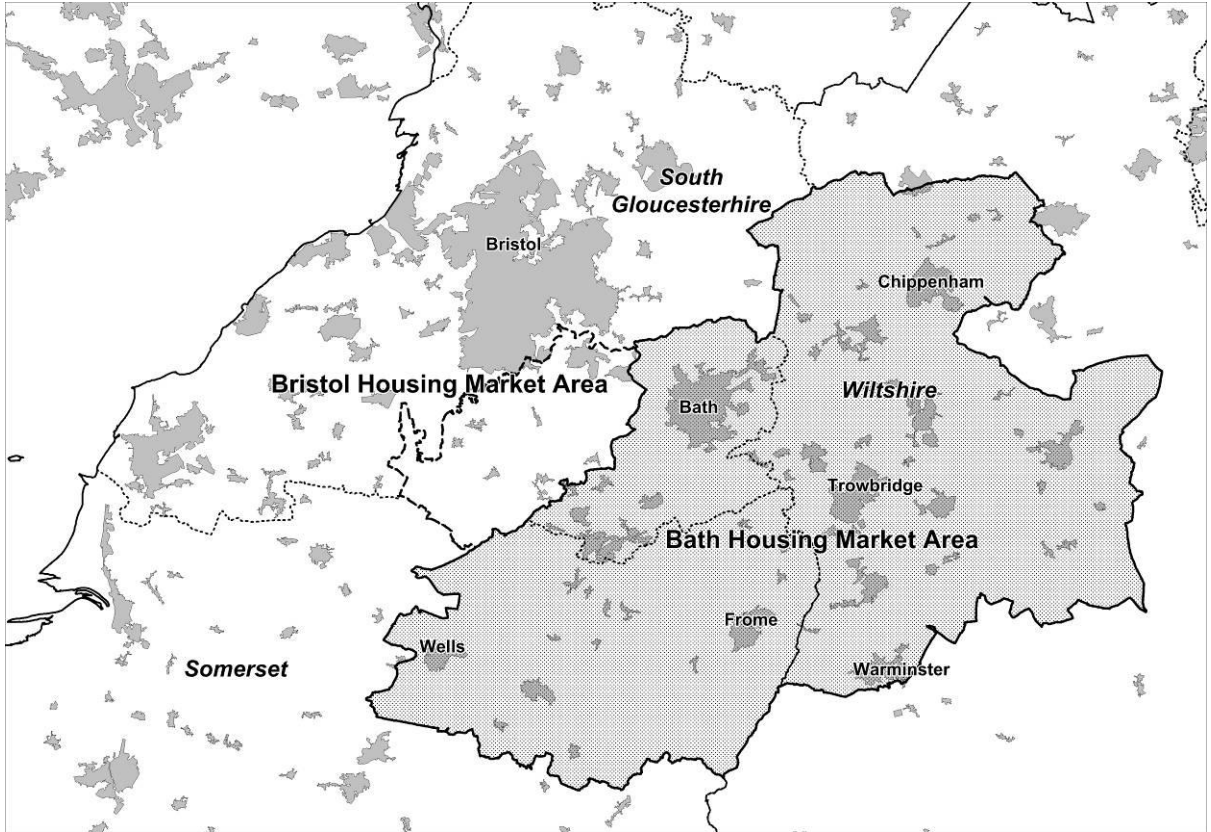 South
Gloucesterhire
Bristol
Chippenham
Bristol Housing Market Area
Wiltshire
Bath
Trowbridge
Bath Housing Market Area
Frome
Wells
Somerset
Warminster